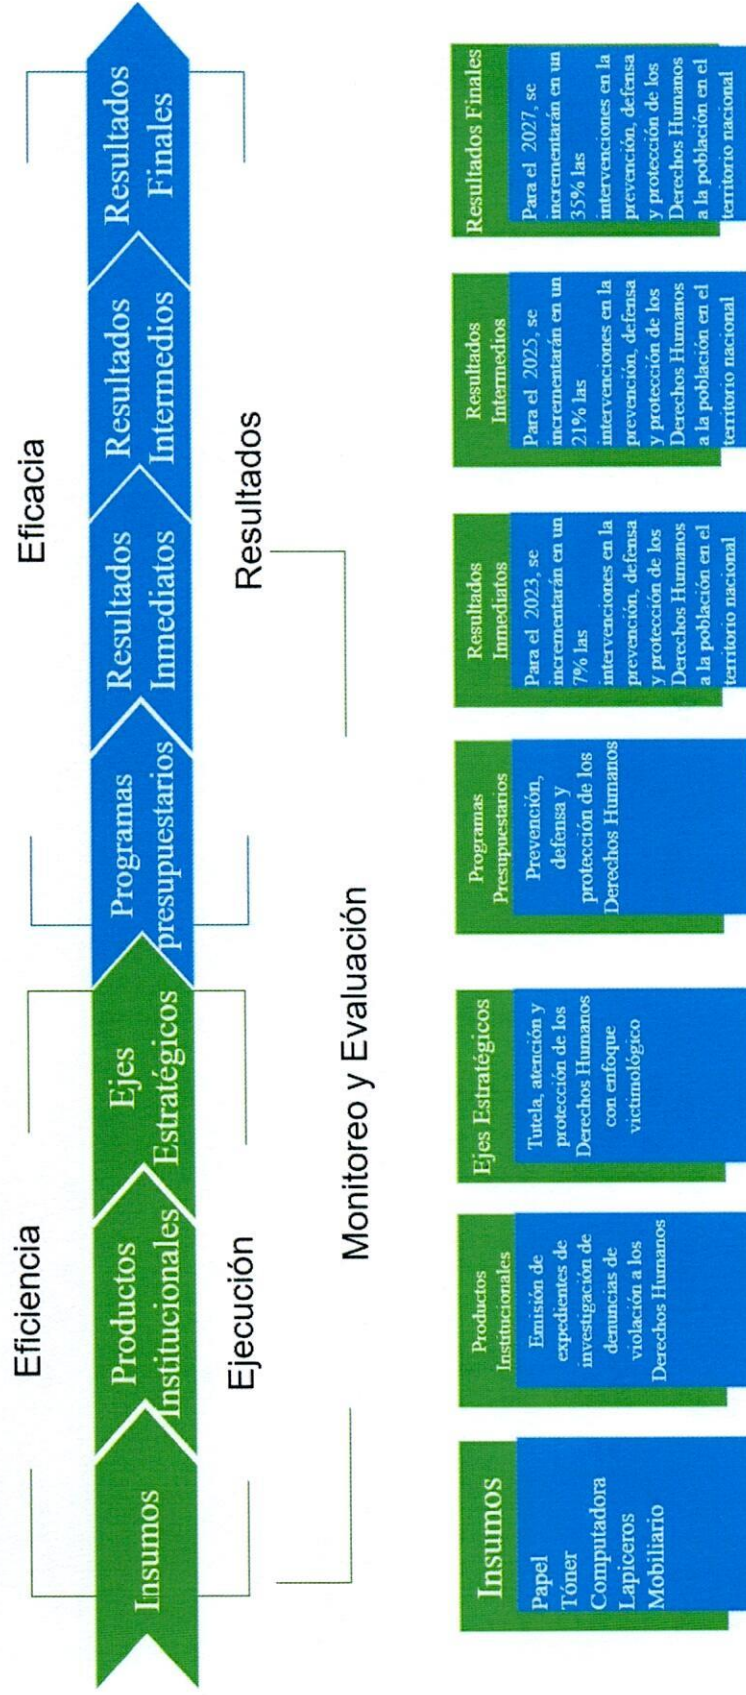 Eficiencia
Eficacia
Insumos
Productos
Institucionales
Ejes
Estratégicos
Programas
presupuestarios
Resultados
Inmediatos
Resultados
Intermedios
Resultados
Finales
Ejecución
Resultados
Monitoreo y Evaluación
Insumos
Papel
Tóner
Computadora
Lapiceros
Mobiliario
Productos
Institucionales
Emisión de
expedientes de
investigación de
denuncias de
violación a los
Derechos Humanos
Ejes Estratégicos
Tutela, atención y
protección de los
Derechos Humanos
con enfoque
victimológico
Programas
Presupuestarios
Prevención,
defensa y
protección de los
Derechos Humanos
Resultados
Inmediatos
Para el 2023, se
incrementarán en un
7% las
intervenciones en la
prevención, defensa
y protección de los
Derechos Humanos
a la población en el
territorio nacional
Resultados
Intermedios
Para el 2025, se
incrementarán en un
21% las
intervenciones en la
prevención, defensa
y protección de los
Derechos Humanos
a la población en el
territorio nacional
Resultados Finales
Para el 2027, se
incrementarán en un
35% las
intervenciones en la
prevención, defensa
y protección de los
Derechos Humanos
a la población en el
territorio nacional